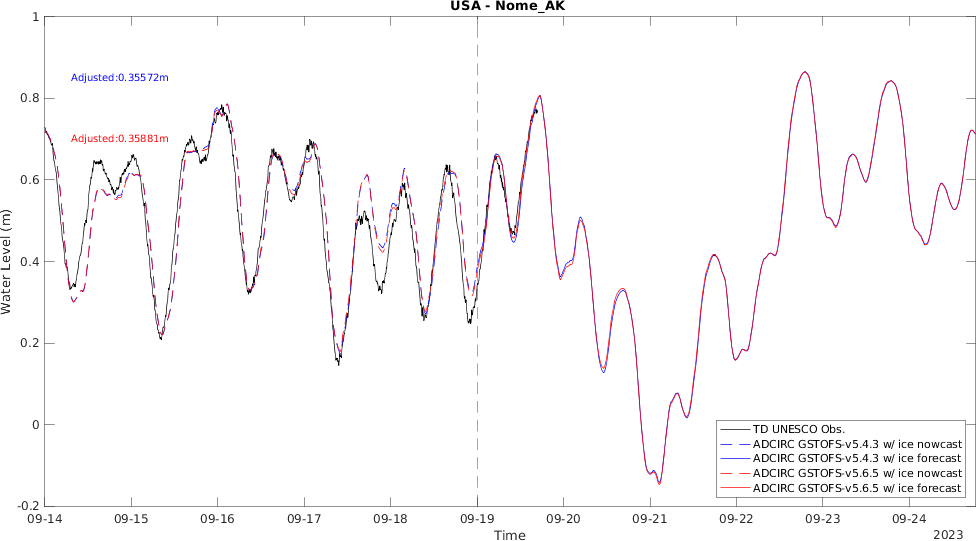 USA - Nome_AK
1
0.8
0.6
0.4
0.2
0
-0.2
Water Level (m)
Adjusted:0.35572m
Adjusted:0.35881m
TD UNESCO Obs.
ADCIRC GSTOFS-v5.4.3 w/ ice nowcast
ADCIRC GSTOFS-v5.4.3 w/ ice forecast
ADCIRC GSTOFS-v5.6.5 w/ ice nowcast
ADCIRC GSTOFS-v5.6.5 w/ ice forecast
09-14 09-15 09-16 09-17 09-18 09-19 09-20 09-21 09-22 09-23 09-24
Time
2023